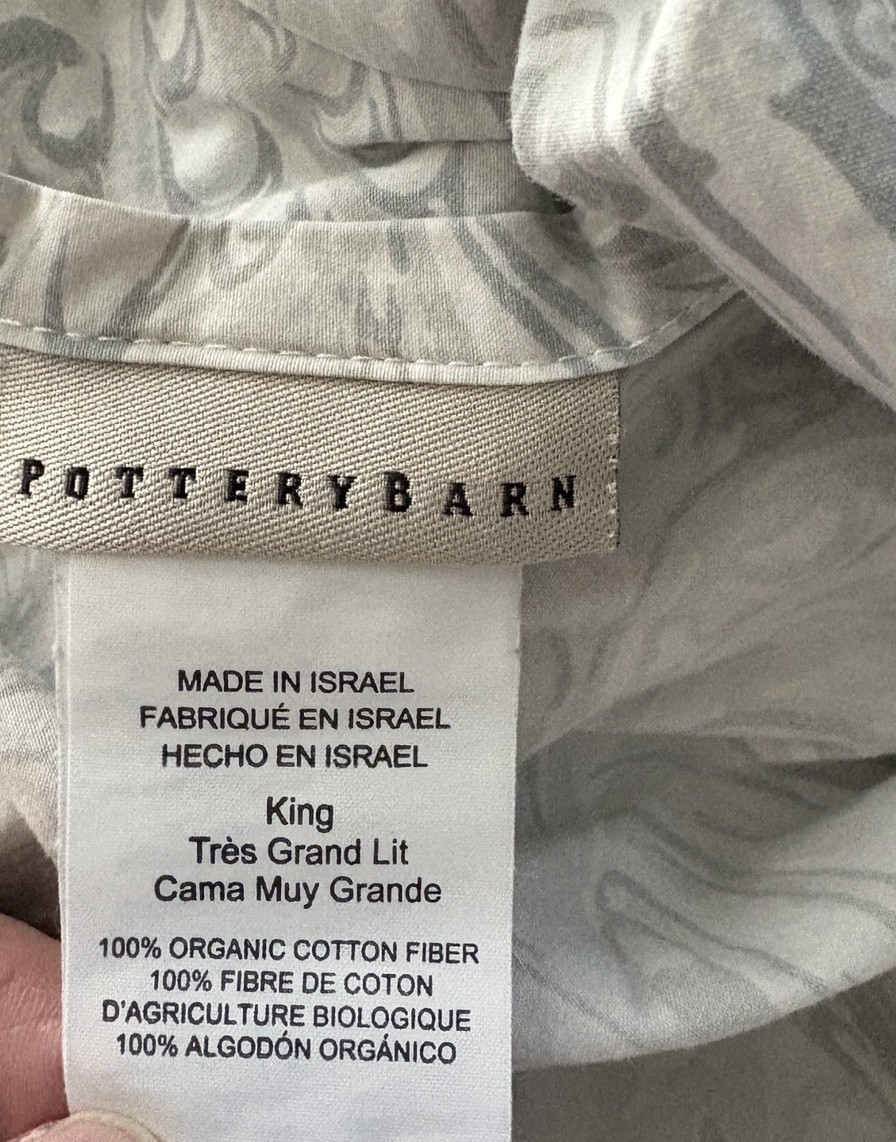 POTTERYBARN
MADE IN ISRAEL
FABRIQUÉ EN ISRAEL
HECHO EN ISRAEL
King
Très Grand Lit
Cama Muy Grande
100% ORGANIC COTTON FIBER
100% FIBRE DE COTON
D'AGRICULTURE BIOLOGIQUE
100% ALGODÓN ORGÁNICO